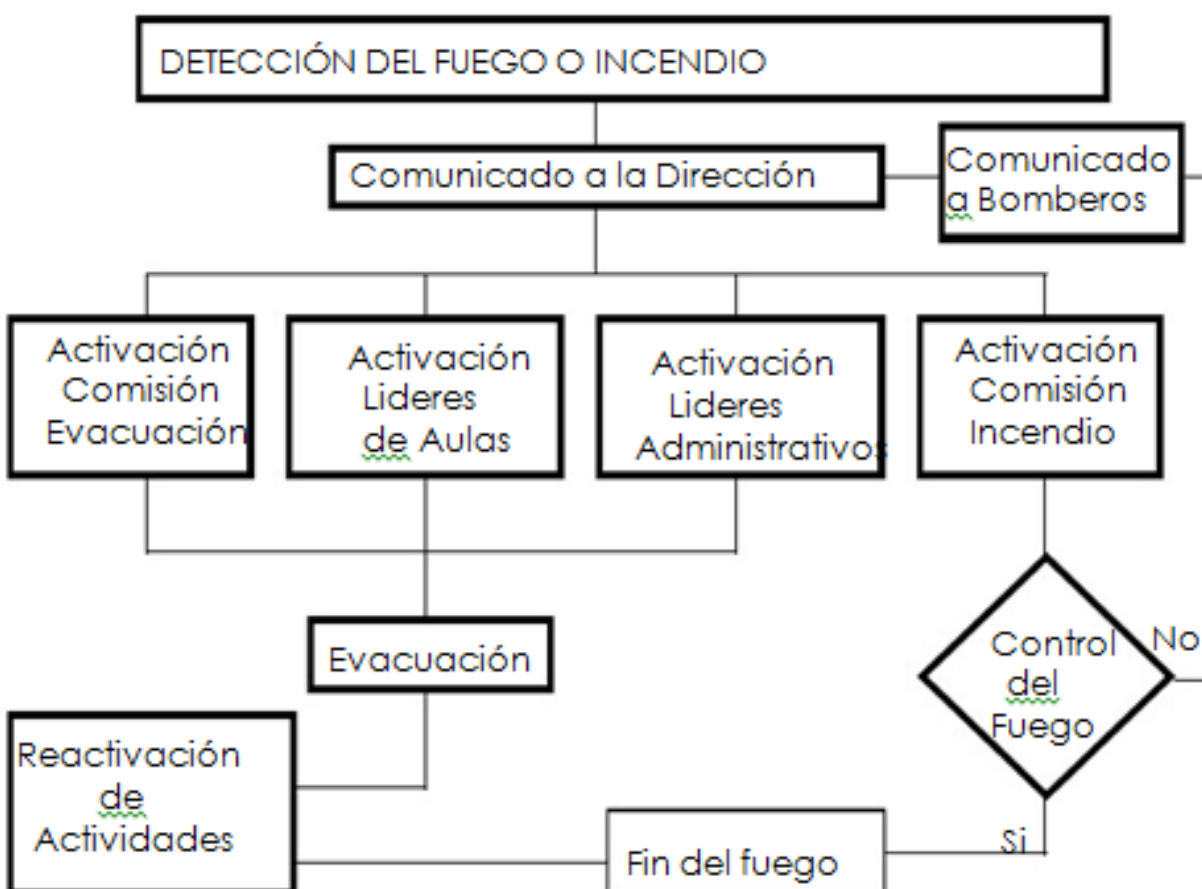 DETECCIÓN DEL FUEGO O INCENDIO
Comunicado a la Dirección
Comunicado
a Bomberos
Activación
Comisión
Evacuación
Activación
Lideres
de Aulas
Activación
Lideres
Administrativos
Activación
Comisión
Incendio
Evacuación
Control
del
Fuego
No
Si
Reactivación
de
Actividades
Fin del fuego